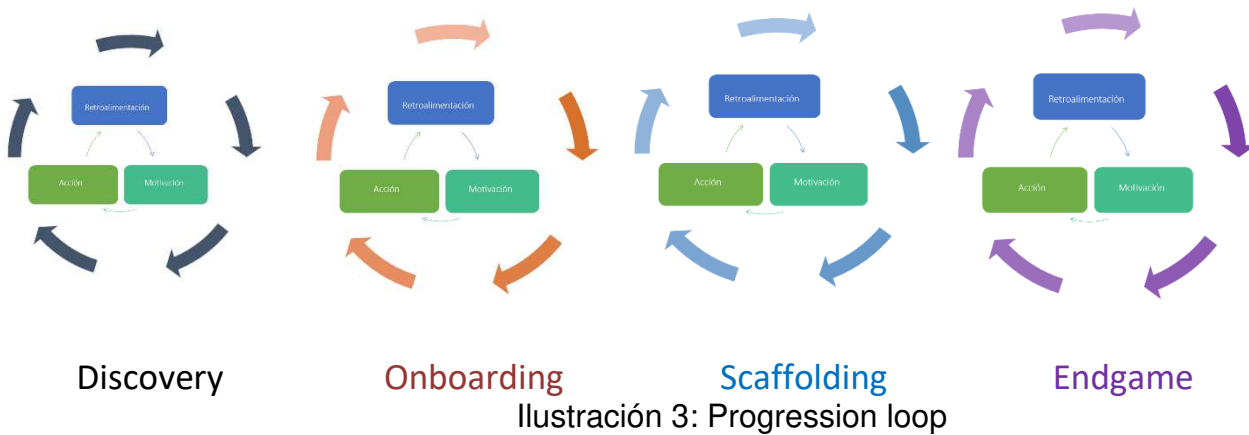 Retroalimentación
Acción
Motivación
Retroalimentación
Acción
Motivación
Retroalimentación
Acción
Motivación
Retroalimentación
Acción
Motivación
Discovery
Onboarding
Scaffolding
Endgame
Ilustración 3: Progression loop